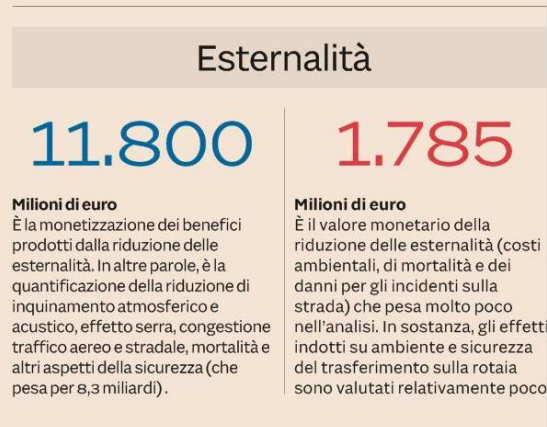 Esternalità
11.800
Milioni di euro
È la monetizzazione dei benefici
prodotti dalla riduzione delle
esternalità. In altre parole, è la
quantificazione della riduzione di
inquinamento atmosferico e
acustico, effetto serra, congestione
traffico aereo e stradale, mortalità e
altri aspetti della sicurezza (che
pesa per 8,3 miliardi).
1.785
Milioni di euro
È il valore monetario della
riduzione delle esternalità (costi
ambientali, di mortalità e dei
danni per gli incidenti sulla
strada) che pesa molto poco
nell'analisi. In sostanza, gli effetti
indotti su ambiente e sicurezza
del trasferimento sulla rotaia
sono valutati relativamente poco